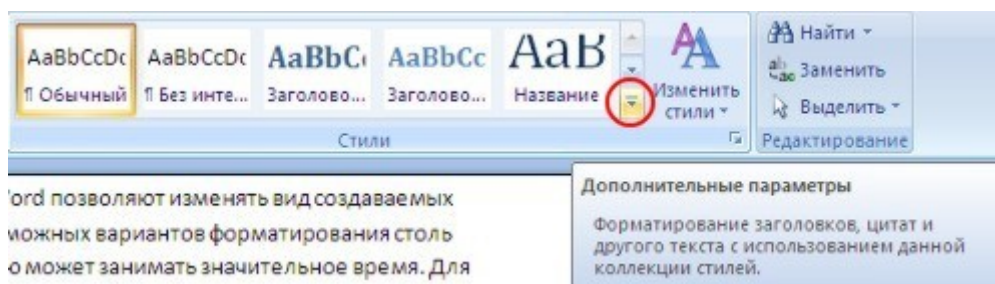 AaBbCcDc AaBbCcDc AaBbC AaBbCc AaB
¶ Обычный ¶ Без инте... Заголово... Заголово... Название
Изменить стили
Найти
Заменить
Выделить
Стили
Редактирование
ord позволяют изменять вид создаваемых
можных вариантов форматирования столь
о может занимать значительное время. Для
Дополнительные параметры
Форматирование заголовков, цитат и
другого текста с использованием данной
коллекции стилей.